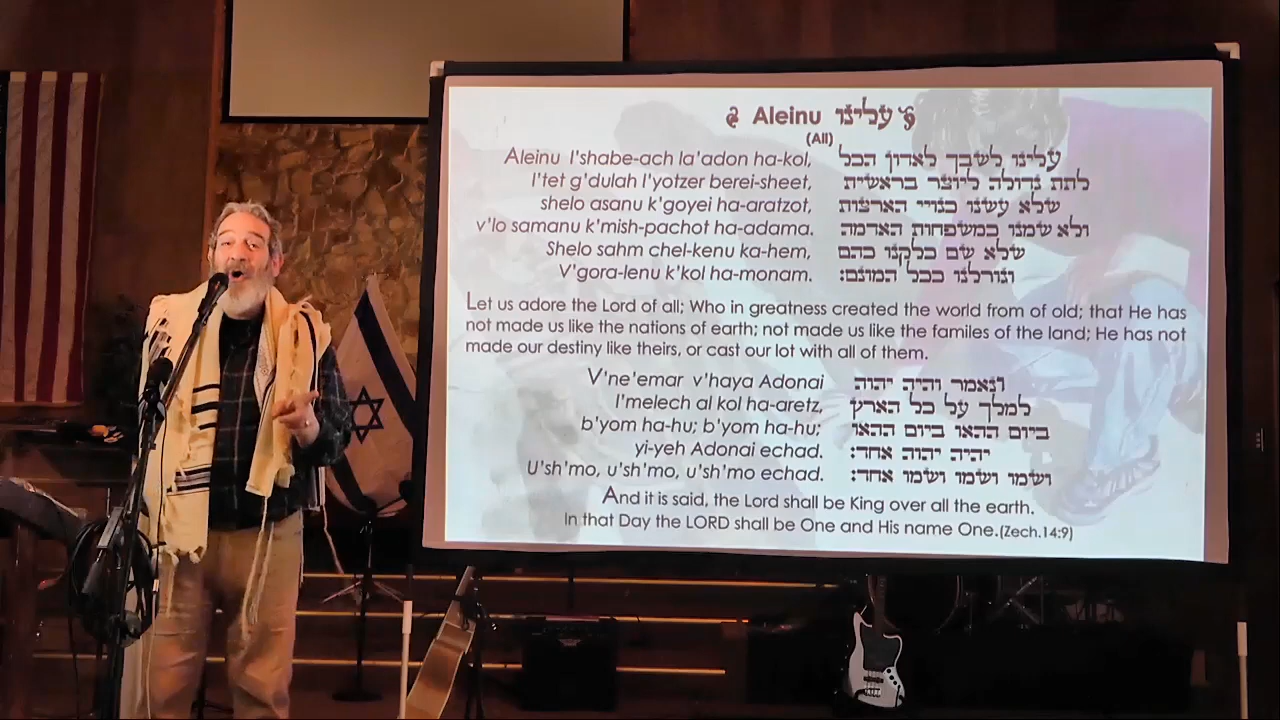 Aleinu עלינו
(All)
Aleinu l'shabe-ach la'adon ha-kol, עלינו לשבך לאדון הכל
l'tet g'dulah l'yotzer berei-sheet, לתת גדולה ליוצר בראשית
shelo asanu k'goyei ha-aratzot, שלא עשנו כגויי הארצות
v'lo samanu k'mish-pachot ha-adama. ולא שמנו כמשפחות האדמה
Shelo sahm chel-kenu ka-hem, שלא שם כלקנו כהם
V'gora-lenu k'kol ha-monam. וגורלנו ככל המונם:
Let us adore the Lord of all; Who in greatness created the world from of old; that He has
not made us like the nations of earth; not made us like the familes of the land; He has not
made our destiny like theirs, or cast our lot with all of them.
V'ne'emar v'haya Adonai ונאמר והיה יהוה
l'melech al kol ha-aretz, למלך על כל הארץ
b'yom ha-hu; b'yom ha-hu; ביום ההאו ביום ההאו
yi-yeh Adonai echad. יהיה יהוה אחד:
U'sh'mo, u'sh'mo, u'sh'mo echad. ושמו ושמו ושמו אחד:
And it is said, the Lord shall be King over all the earth.
In that Day the LORD shall be One and His name One.(Zech.14:9)